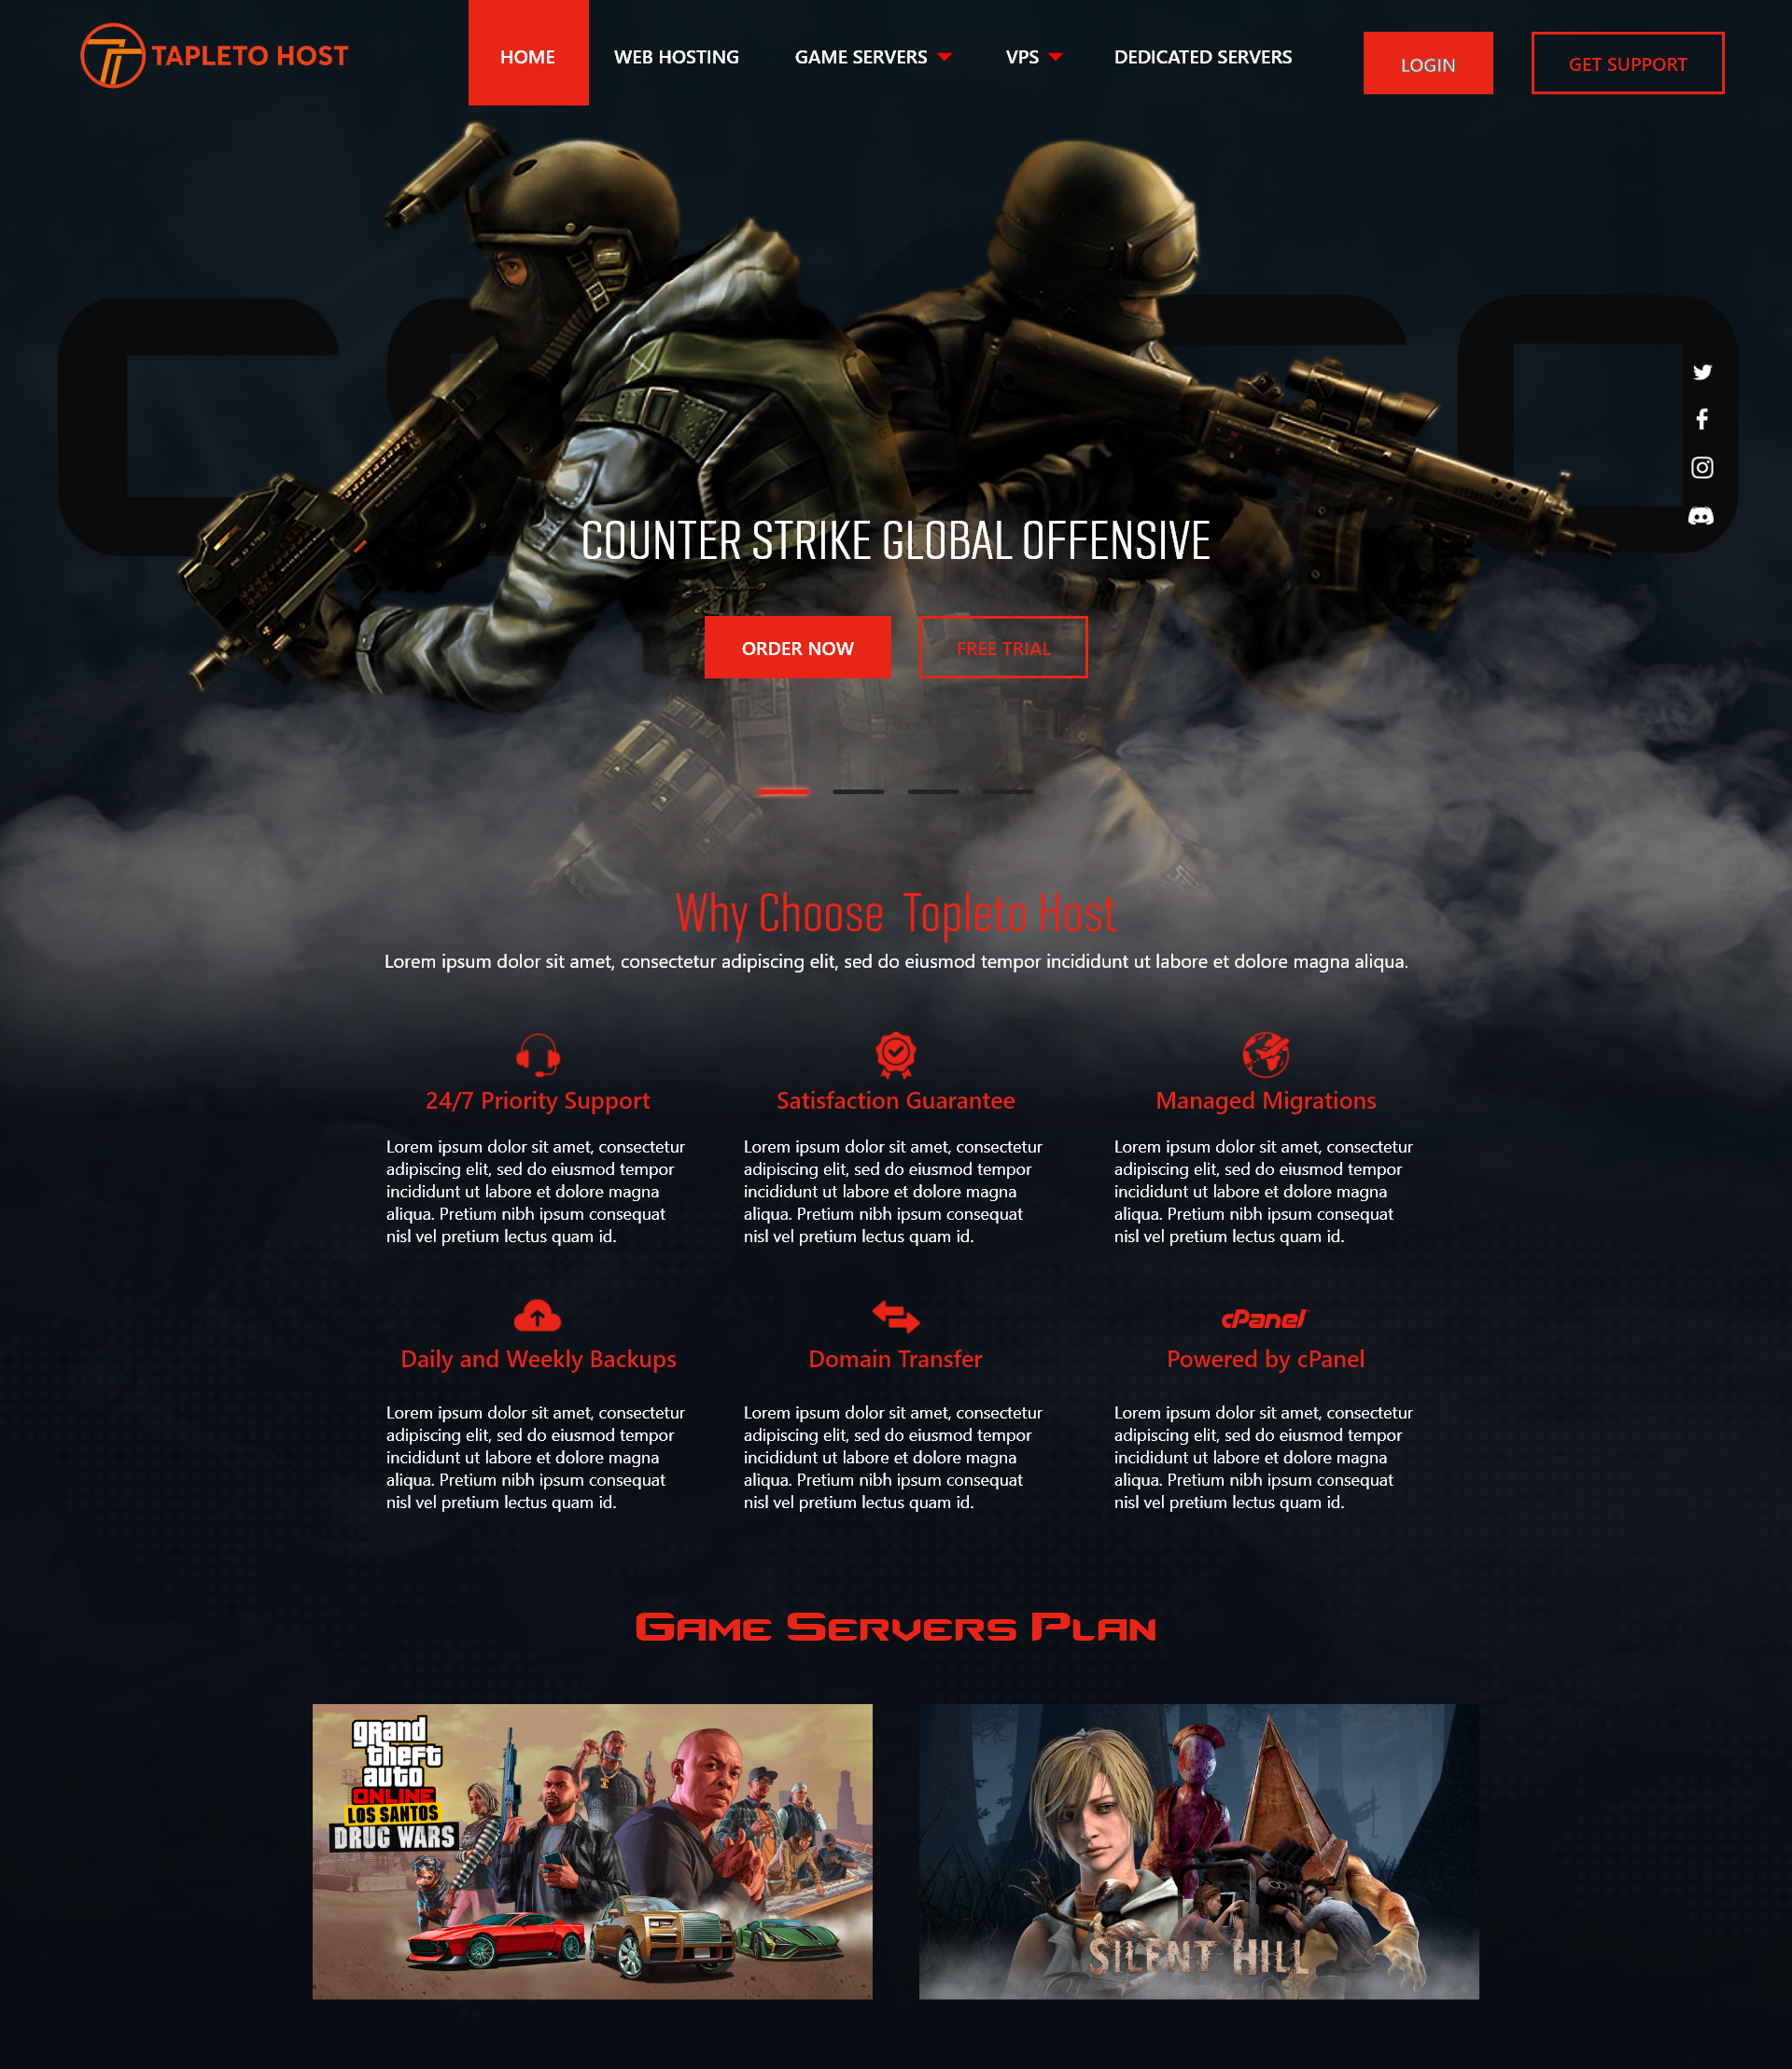 TAPLETO HOST
HOME
WEB HOSTING
GAME SERVERS
VPS
DEDICATED SERVERS
LOGIN
GET SUPPORT
COUNTER STRIKE GLOBAL OFFENSIVE
ORDER NOW
FREE TRIAL
Why Choose Topleto Host
Lorem ipsum dolor sit amet, consectetur adipiscing elit, sed do eiusmod tempor incididunt ut labore et dolore magna aliqua.
24/7 Priority Support
Lorem ipsum dolor sit amet, consectetur
adipiscing elit, sed do eiusmod tempor
incididunt ut labore et dolore magna
aliqua. Pretium nibh ipsum consequat
nisl vel pretium lectus quam id.
Satisfaction Guarantee
Lorem ipsum dolor sit amet, consectetur
adipiscing elit, sed do eiusmod tempor
incididunt ut labore et dolore magna
aliqua. Pretium nibh ipsum consequat
nisl vel pretium lectus quam id.
Managed Migrations
Lorem ipsum dolor sit amet, consectetur
adipiscing elit, sed do eiusmod tempor
incididunt ut labore et dolore magna
aliqua. Pretium nibh ipsum consequat
nisl vel pretium lectus quam id.
Daily and Weekly Backups
Lorem ipsum dolor sit amet, consectetur
adipiscing elit, sed do eiusmod tempor
incididunt ut labore et dolore magna
aliqua. Pretium nibh ipsum consequat
nisl vel pretium lectus quam id.
Domain Transfer
Lorem ipsum dolor sit amet, consectetur
adipiscing elit, sed do eiusmod tempor
incididunt ut labore et dolore magna
aliqua. Pretium nibh ipsum consequat
nisl vel pretium lectus quam id.
cPanel
Powered by cPanel
Lorem ipsum dolor sit amet, consectetur
adipiscing elit, sed do eiusmod tempor
incididunt ut labore et dolore magna
aliqua. Pretium nibh ipsum consequat
nisl vel pretium lectus quam id.
Game Servers Plan
grand
theft
auto
ONLINE
LOS SANTOS
DRUG WARS
SILENT HILL